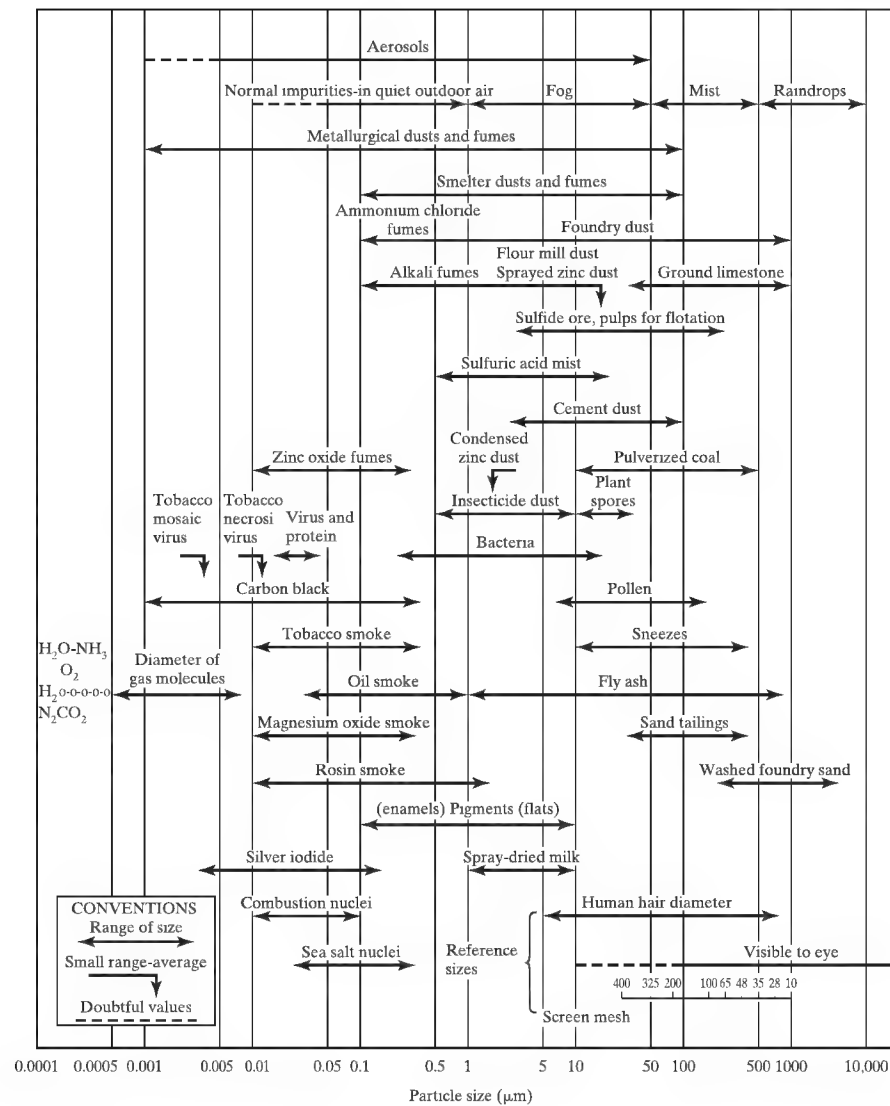 Aerosols
Normal impurities-in quiet outdoor air
Fog
Mist
Raindrops
Metallurgical dusts and fumes
Smelter dusts and fumes
Ammonium chloride
fumes
Foundry dust
Flour mill dust
Alkali fumes
Sprayed zinc dust
Ground limestone
Sulfide ore, pulps for flotation
Sulfuric acid mist
Cement dust
Condensed
zinc dust
Zinc oxide fumes
Pulverized coal
Plant
spores
Insecticide dust
Tobacco
mosaic
virus
Tobacco
necrosi
virus
Virus and
protein
Bacteria
Carbon black
Pollen
Tobacco smoke
Sneezes
H₂O-NH₃
O₂
H₂o-o-o-o-o
N₂CO₂
Diameter of
gas molecules
Oil smoke
Fly ash
Magnesium oxide smoke
Sand tailings
Rosin smoke
Washed foundry sand
(enamels) Pigments (flats)
Silver iodide
Spray-dried milk
CONVENTIONS
Range of size
Small range-average
Doubtful values
Combustion nuclei
Human hair diameter
Sea salt nuclei
Reference
sizes
Visible to eye
400 325 200 100 65 48 35 28 10
Screen mesh
0.0001 0.0005 0.001 0.005 0.01 0.05 0.1 0.5 1 5 10 50 100 500 1000 10,000
Particle size (μm)